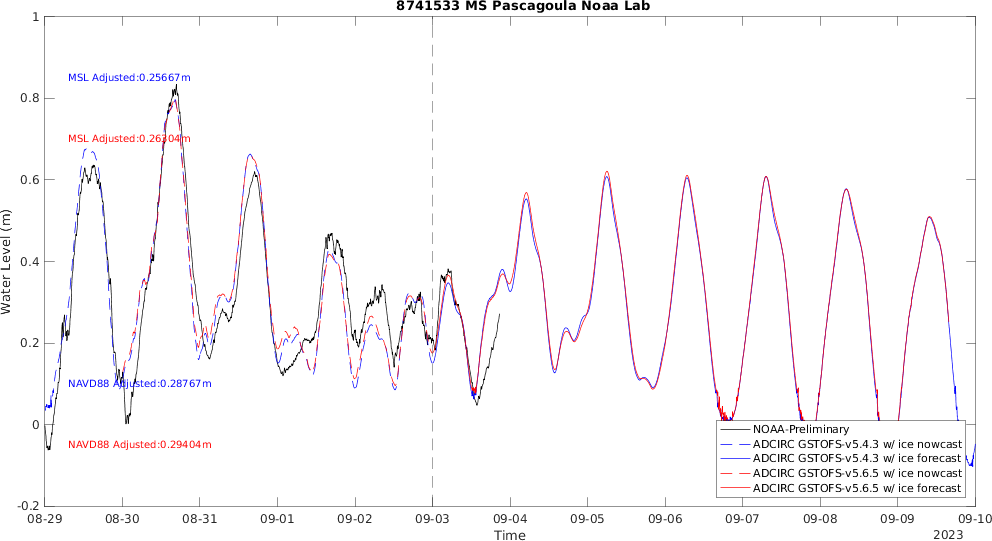 8741533 MS Pascagoula Noaa Lab
1
0.8
0.6
0.4
0.2
0
-0.2
Water Level (m)
MSL Adjusted:0.25667m
MSL Adjusted:0.26304m
NAVD88 Adjusted:0.28767m
NAVD88 Adjusted:0.29404m
NOAA-Preliminary
ADCIRC GSTOFS-v5.4.3 w/ ice nowcast
ADCIRC GSTOFS-v5.4.3 w/ ice forecast
ADCIRC GSTOFS-v5.6.5 w/ ice nowcast
ADCIRC GSTOFS-v5.6.5 w/ ice forecast
08-29 08-30 08-31 09-01 09-02 09-03 09-04 09-05 09-06 09-07 09-08 09-09 09-10
Time
2023